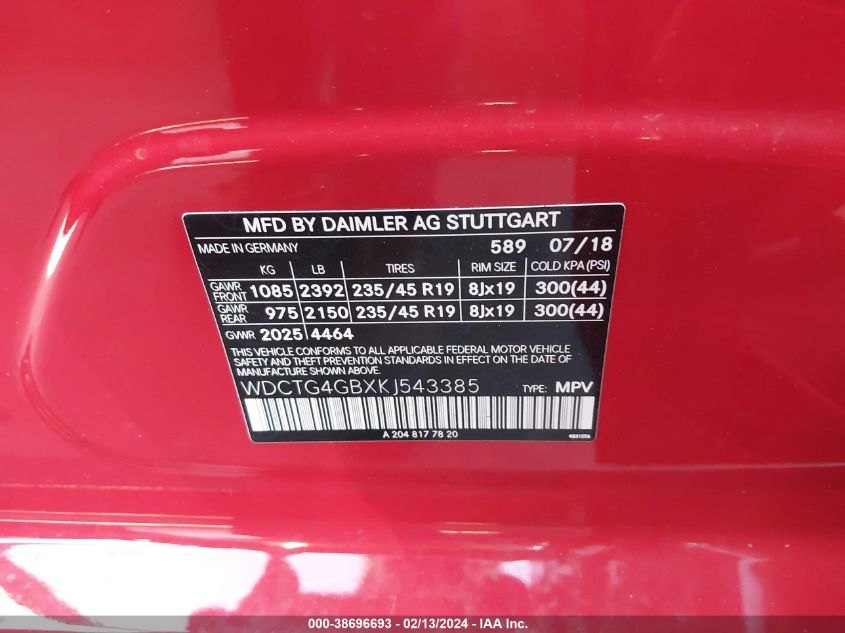 MFD BY DAIMLER AG STUTTGART
MADE IN GERMANY 589 07/18
KG LB TIRES RIM SIZE COLD KPA (PSI)
GAWR FRONT 1085 2392 235/45 R19 8Jx19 300(44)
GAWR REAR 975 2150 235/45 R19 8Jx19 300(44)
GVWR 2025 4464
THIS VEHICLE CONFORMS TO ALL APPLICABLE FEDERAL MOTOR VEHICLE
SAFETY AND THEFT PREVENTION STANDARDS IN EFFECT ON THE DATE OF
MANUFACTURE SHOWN ABOVE.
WDCTG4GBXKJ543385 TYPE: MPV
A 204 817 78 20
000-38696693 - 02/13/2024 - IAA Inc.